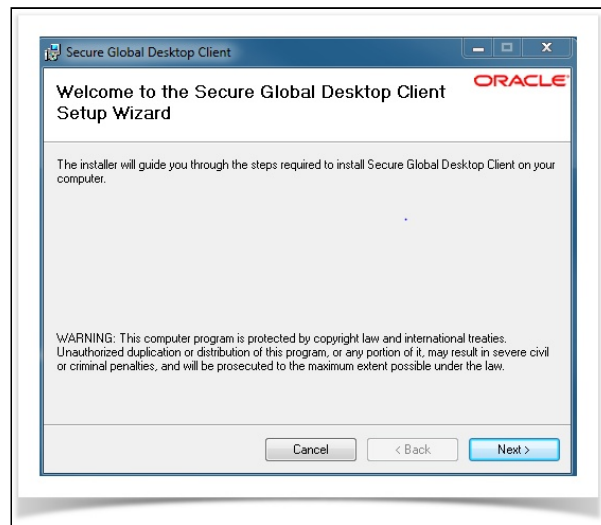 Secure Global Desktop Client
Welcome to the Secure Global Desktop Client
Setup Wizard
ORACLE
The installer will guide you through the steps required to install Secure Global Desktop Client on your
computer.
WARNING: This computer program is protected by copyright law and international treaties.
Unauthorized duplication or distribution of this program, or any portion of it, may result in severe civil
or criminal penalties, and will be prosecuted to the maximum extent possible under the law.
Cancel < Back Next >